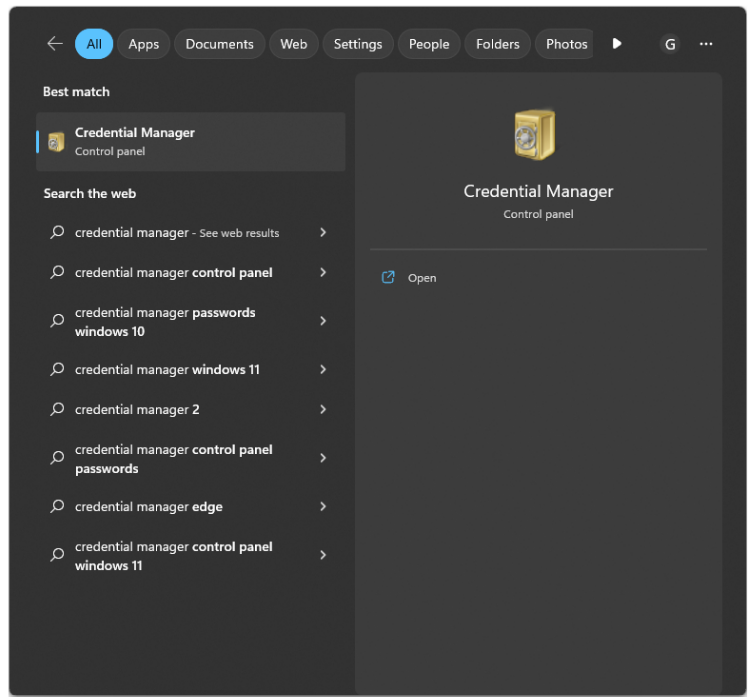 All Apps Documents Web Settings People Folders Photos G
Best match
Credential Manager
Control panel
Search the web
credential manager - See web results
credential manager control panel
credential manager passwords
windows 10
credential manager windows 11
credential manager 2
credential manager control panel
passwords
credential manager edge
credential manager control panel
windows 11
Credential Manager
Control panel
Open